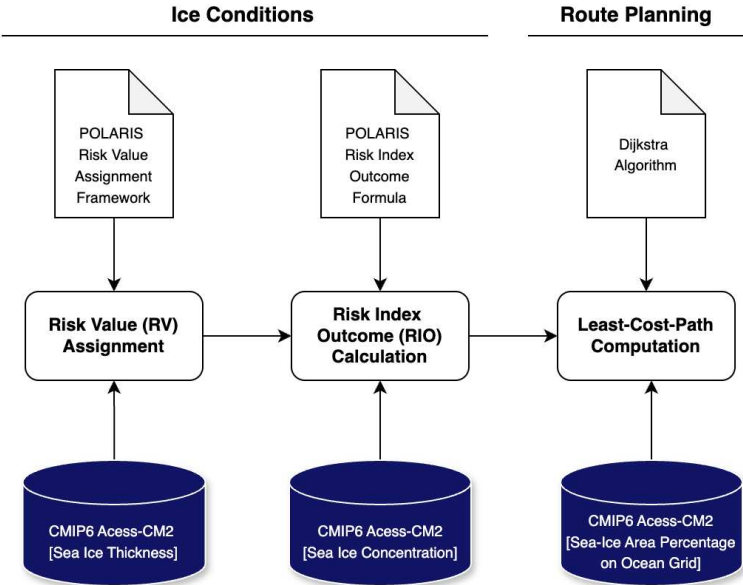 Ice Conditions
Route Planning
POLARIS
Risk Value
Assignment
Framework
POLARIS
Risk Index
Outcome
Formula
Dijkstra
Algorithm
Risk Value (RV)
Assignment
Risk Index
Outcome (RIO)
Calculation
Least-Cost-Path
Computation
CMIP6 Acess-CM2
[Sea Ice Thickness]
CMIP6 Acess-CM2
[Sea Ice Concentration]
CMIP6 Acess-CM2
[Sea-Ice Area Percentage
on Ocean Grid]